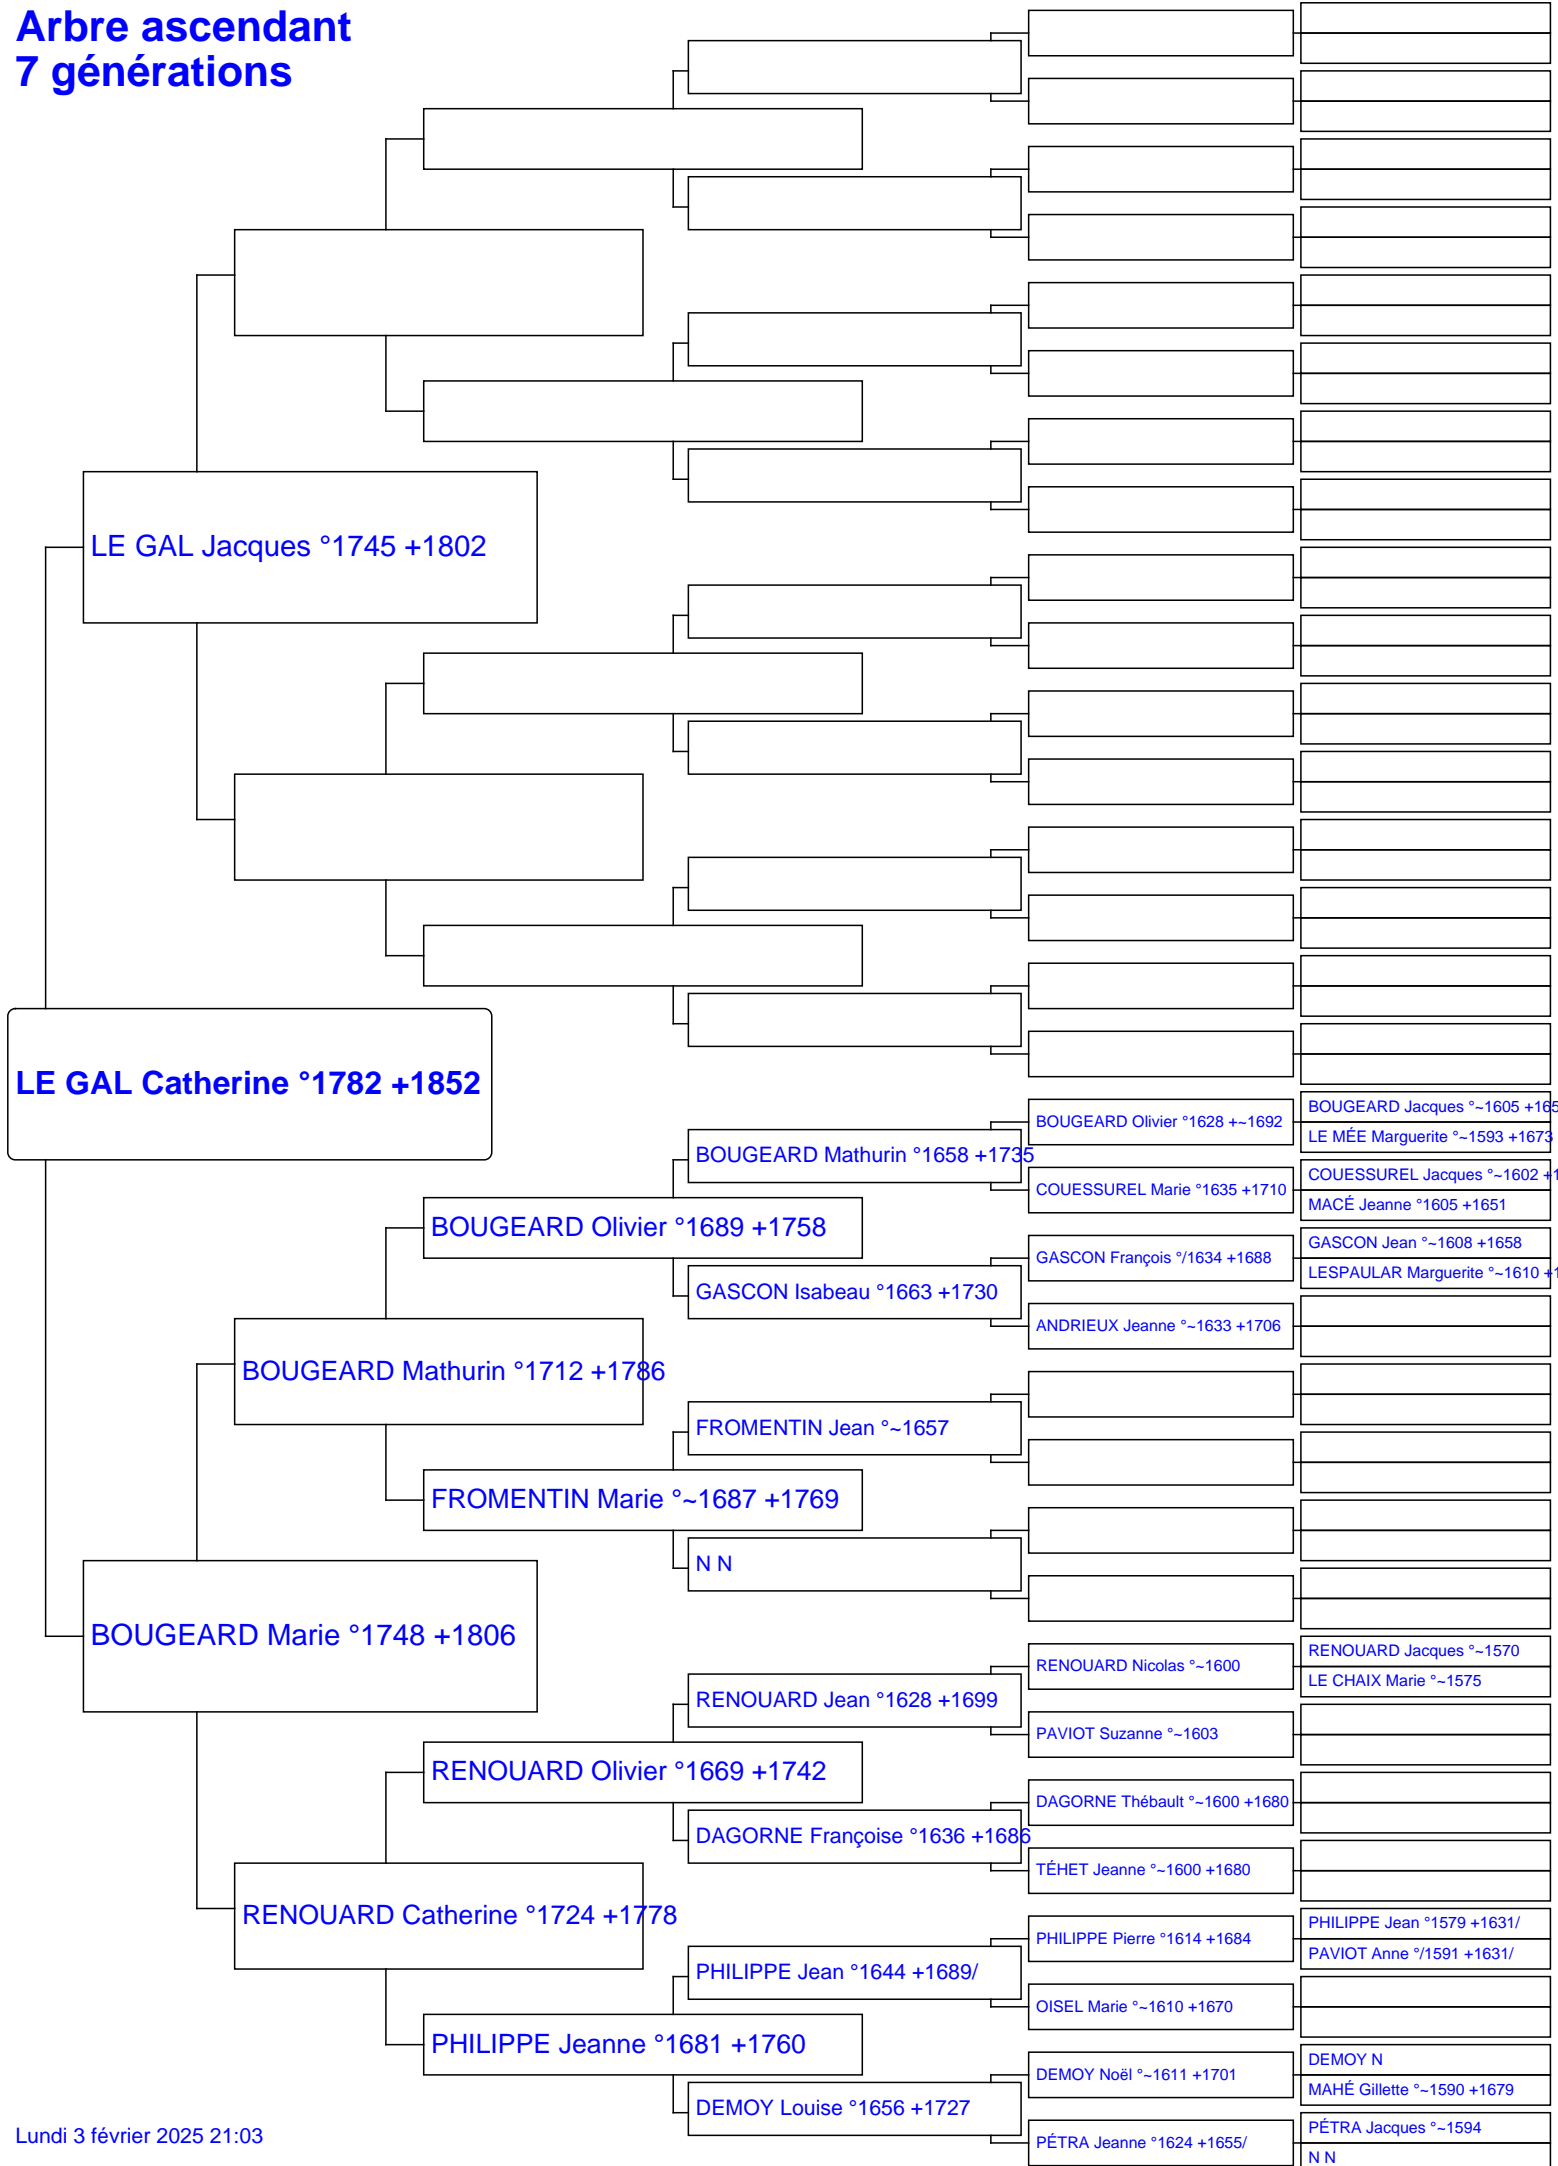 Arbre ascendant
7 générations
LE GAL Jacques °1745 +1802
LE GAL Catherine °1782 +1852
BOUGEARD Jacques °~1605 +165
BOUGEARD Olivier °1628 +~1692
LE MÉE Marguerite °~1593 +1673
BOUGEARD Mathurin °1658 +1735
COUESSUREL Jacques °~1602 +1
COUESSUREL Marie °1635 +1710
MACÉ Jeanne °1605 +1651
BOUGEARD Olivier °1689 +1758
GASCON Jean °~1608 +1658
GASCON François °/1634 +1688
LESPAULAR Marguerite °~1610 +1
GASCON Isabeau °1663 +1730
ANDRIEUX Jeanne °~1633 +1706
BOUGEARD Mathurin °1712 +1786
FROMENTIN Jean °~1657
FROMENTIN Marie °~1687 +1769
N N
BOUGEARD Marie °1748 +1806
RENOUARD Jacques °~1570
RENOUARD Nicolas °~1600
LE CHAIX Marie °~1575
RENOUARD Jean °1628 +1699
PAVIOT Suzanne °~1603
RENOUARD Olivier °1669 +1742
DAGORNE Thébault °~1600 +1680
DAGORNE Françoise °1636 +1686
TÉHET Jeanne °~1600 +1680
RENOUARD Catherine °1724 +1778
PHILIPPE Jean °1579 +1631/
PHILIPPE Pierre °1614 +1684
PAVIOT Anne °/1591 +1631/
PHILIPPE Jean °1644 +1689/
OISEL Marie °~1610 +1670
PHILIPPE Jeanne °1681 +1760
DEMOY N
DEMOY Noël °~1611 +1701
MAHÉ Gillette °~1590 +1679
DEMOY Louise °1656 +1727
PÉTRA Jacques °~1594
PÉTRA Jeanne °1624 +1655/
N N
Lundi 3 février 2025 21:03